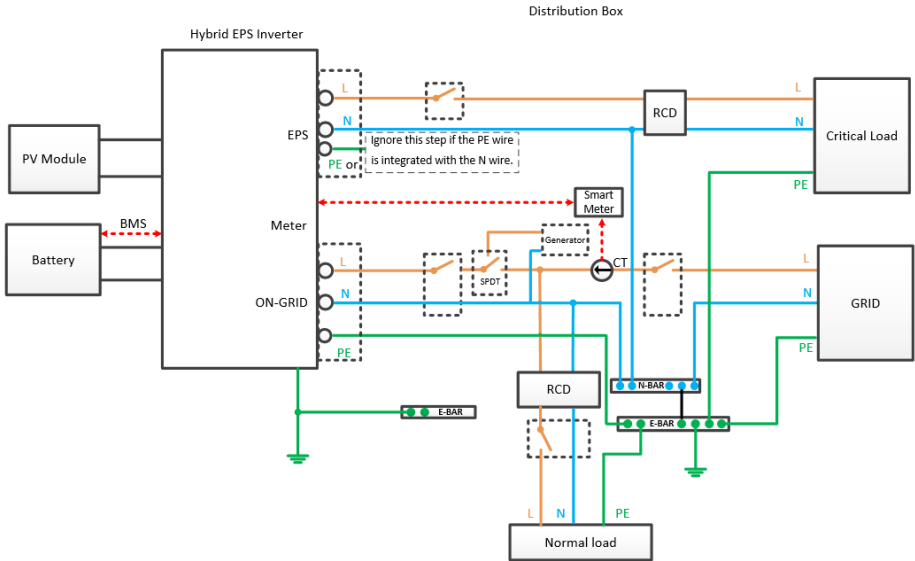 Distribution Box
Hybrid EPS Inverter
L
L
RCD
N
N
EPS
Critical Load
Ignore this step if the PE wire
is integrated with the N wire.
PV Module
PE or
PE
Smart
Meter
BMS
Meter
Generator
Battery
L
CT
L
SPDT
N
N
ON-GRID
GRID
PE
PE
N-BAR
RCD
E-BAR
E-BAR
L
N
PE
Normal load